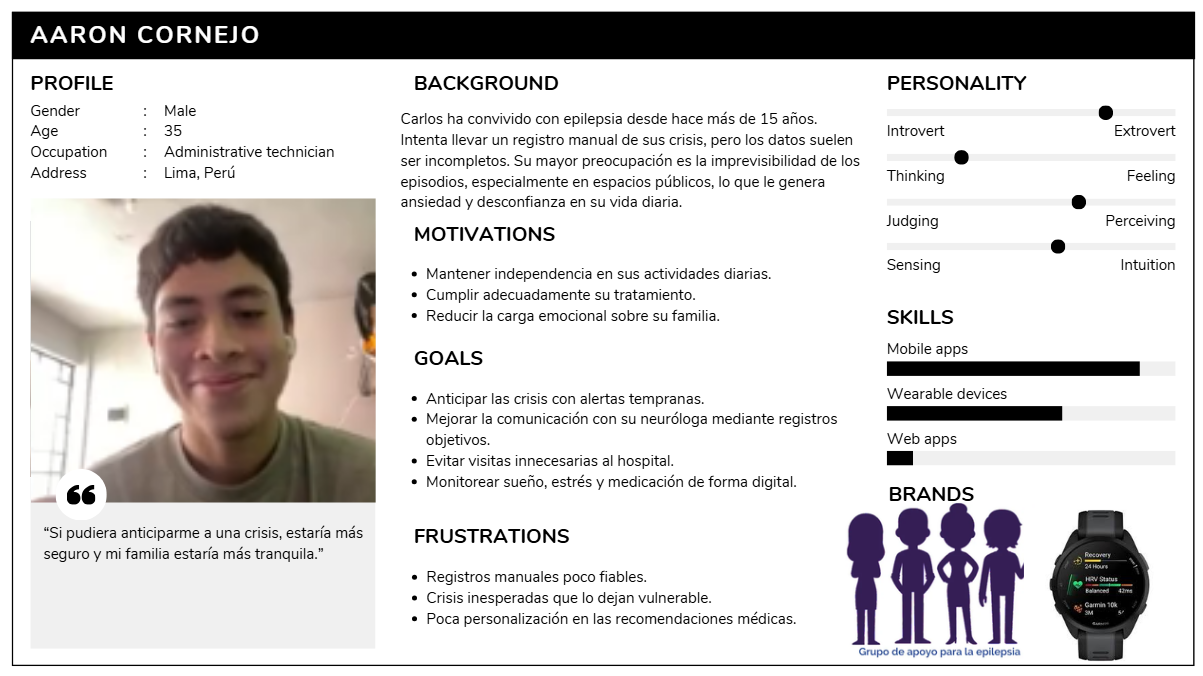 AARON CORNEJO
PROFILE
Gender : Male
Age : 35
Occupation : Administrative technician
Address : Lima, Perú
“Si pudiera anticiparme a una crisis, estaría más
seguro y mi familia estaría más tranquila.”
BACKGROUND
Carlos ha convivido con epilepsia desde hace más de 15 años.
Intenta llevar un registro manual de sus crisis, pero los datos suelen
ser incompletos. Su mayor preocupación es la imprevisibilidad de los
episodios, especialmente en espacios públicos, lo que le genera
ansiedad y desconfianza en su vida diaria.
MOTIVATIONS
• Mantener independencia en sus actividades diarias.
• Cumplir adecuadamente su tratamiento.
• Reducir la carga emocional sobre su familia.
GOALS
• Anticipar las crisis con alertas tempranas.
• Mejorar la comunicación con su neuróloga mediante registros
objetivos.
• Evitar visitas innecesarias al hospital.
• Monitorear sueño, estrés y medicación de forma digital.
FRUSTRATIONS
• Registros manuales poco fiables.
• Crisis inesperadas que lo dejan vulnerable.
• Poca personalización en las recomendaciones médicas.
PERSONALITY
Introvert Extrovert
Thinking Feeling
Judging Perceiving
Sensing Intuition
SKILLS
Mobile apps
Wearable devices
Web apps
BRANDS
Grupo de apoyo para la epilepsia
Recovery
24 Hours
HRV Status
Balanced 42ms
Garmin 10k
3M
GARMIN